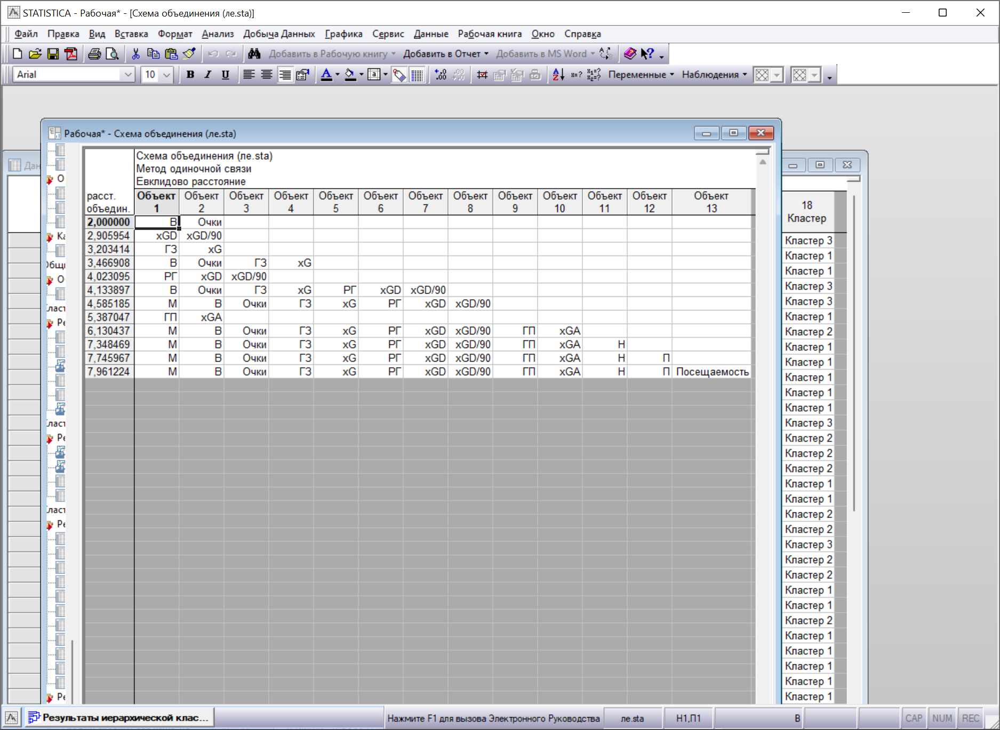 STATISTICA - Рабочая* - [Схема объединения (ле.sta)]
Файл Правка Вид Вставка Формат Анализ Добыча Данных Графика Сервис Данные Рабочая книга Окно Справка
Добавить в Рабочую книгу Добавить в Отчет Добавить в MS Word
Arial 10 B I U Переменные Наблюдения
Рабочая* - Схема объединения (ле.sta)
Схема объединения (ле.sta)
Метод одиночной связи
Евклидово расстояние
расст. объедин. Объект 1 Объект 2 Объект 3 Объект 4 Объект 5 Объект 6 Объект 7 Объект 8 Объект 9 Объект 10 Объект 11 Объект 12 Объект 13
2,000000 В Очки
2,905954 xGD xGD/90
3,203414 ГЗ xG
3,466908 В Очки ГЗ xG
4,023095 РГ xGD xGD/90
4,133897 В Очки ГЗ xG РГ xGD xGD/90
4,585185 М В Очки ГЗ xG РГ xGD xGD/90
5,387047 ГП xGA
6,130437 М В Очки ГЗ xG РГ xGD xGD/90 ГП xGA
7,348469 М В Очки ГЗ xG РГ xGD xGD/90 ГП xGA Н
7,745967 М В Очки ГЗ xG РГ xGD xGD/90 ГП xGA Н П
7,961224 М В Очки ГЗ xG РГ xGD xGD/90 ГП xGA Н П Посещаемость
18
Кластер
Кластер 3
Кластер 1
Кластер 1
Кластер 3
Кластер 3
Кластер 1
Кластер 2
Кластер 1
Кластер 1
Кластер 1
Кластер 1
Кластер 1
Кластер 3
Кластер 2
Кластер 2
Кластер 2
Кластер 1
Кластер 1
Кластер 2
Кластер 2
Кластер 3
Кластер 2
Кластер 2
Кластер 1
Кластер 1
Кластер 2
Кластер 1
Кластер 1
Кластер 1
Кластер 1
Кластер 1
Результаты иерархической клас...
Нажмите F1 для вызова Электронного Руководства ле.sta Н1,П1 В CAP NUM REC